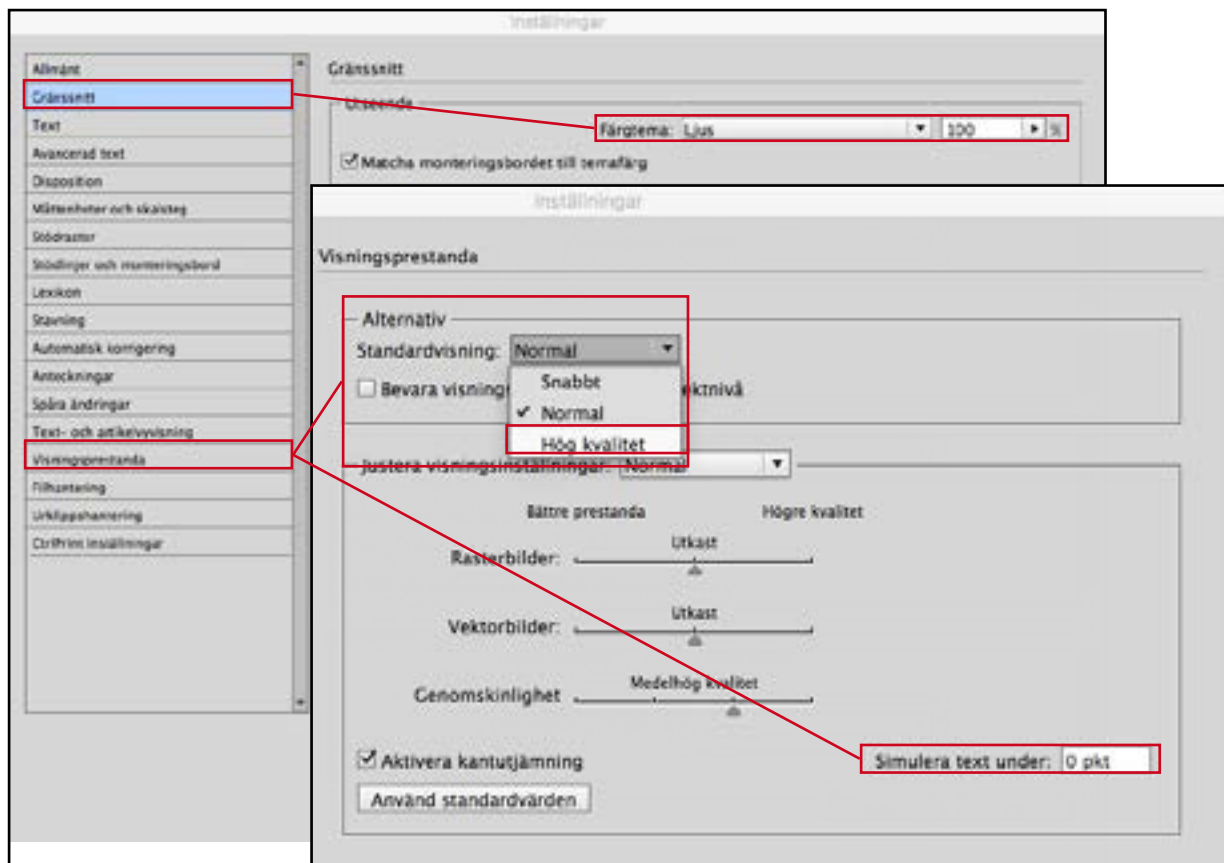 Inställningar
Allmänt
Gränssnitt
Text
Avancerad text
Disposition
Måttenheter och skalsteg
Stödraster
Stödlinjer och monteringsbord
Lexikon
Stavning
Automatisk korrigering
Anteckningar
Spåra ändringar
Text- och artikelvyvisning
Visningsprestanda
Filhantering
Urklippshantering
CtrlPrint Inställningar
Gränssnitt
Utseende
Färgtema: Ljus 100 %
Matcha monteringsbordet till temafärg
Inställningar
Visningsprestanda
Alternativ
Standardvisning: Normal
Snabbt
Normal
Hög kvalitet
Bevara visnings ektnivå
Justera visningsinställningar: Normal
Bättre prestanda Högre kvalitet
Utkast
Rasterbilder:
Utkast
Vektorbilder:
Medelhög kvalitet
Genomskinlighet
Aktivera kantutjämning
Simulera text under: 0 pkt
Använd standardvärden